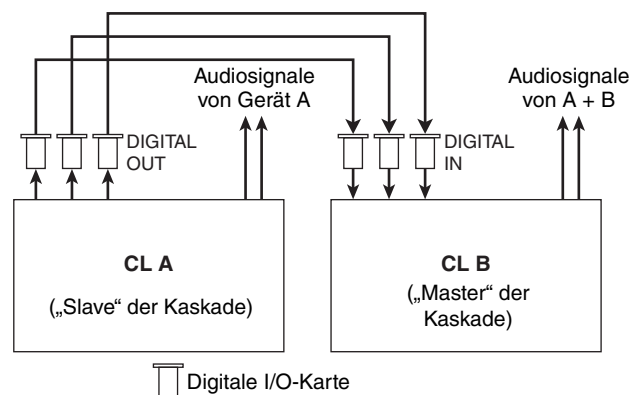 Audiosignale
von Gerät A
Audiosignale
von A + B
DIGITAL
OUT
DIGITAL
IN
CL A
(„Slave“ der Kaskade)
CL B
(„Master“ der
Kaskade)
Digitale I/O-Karte